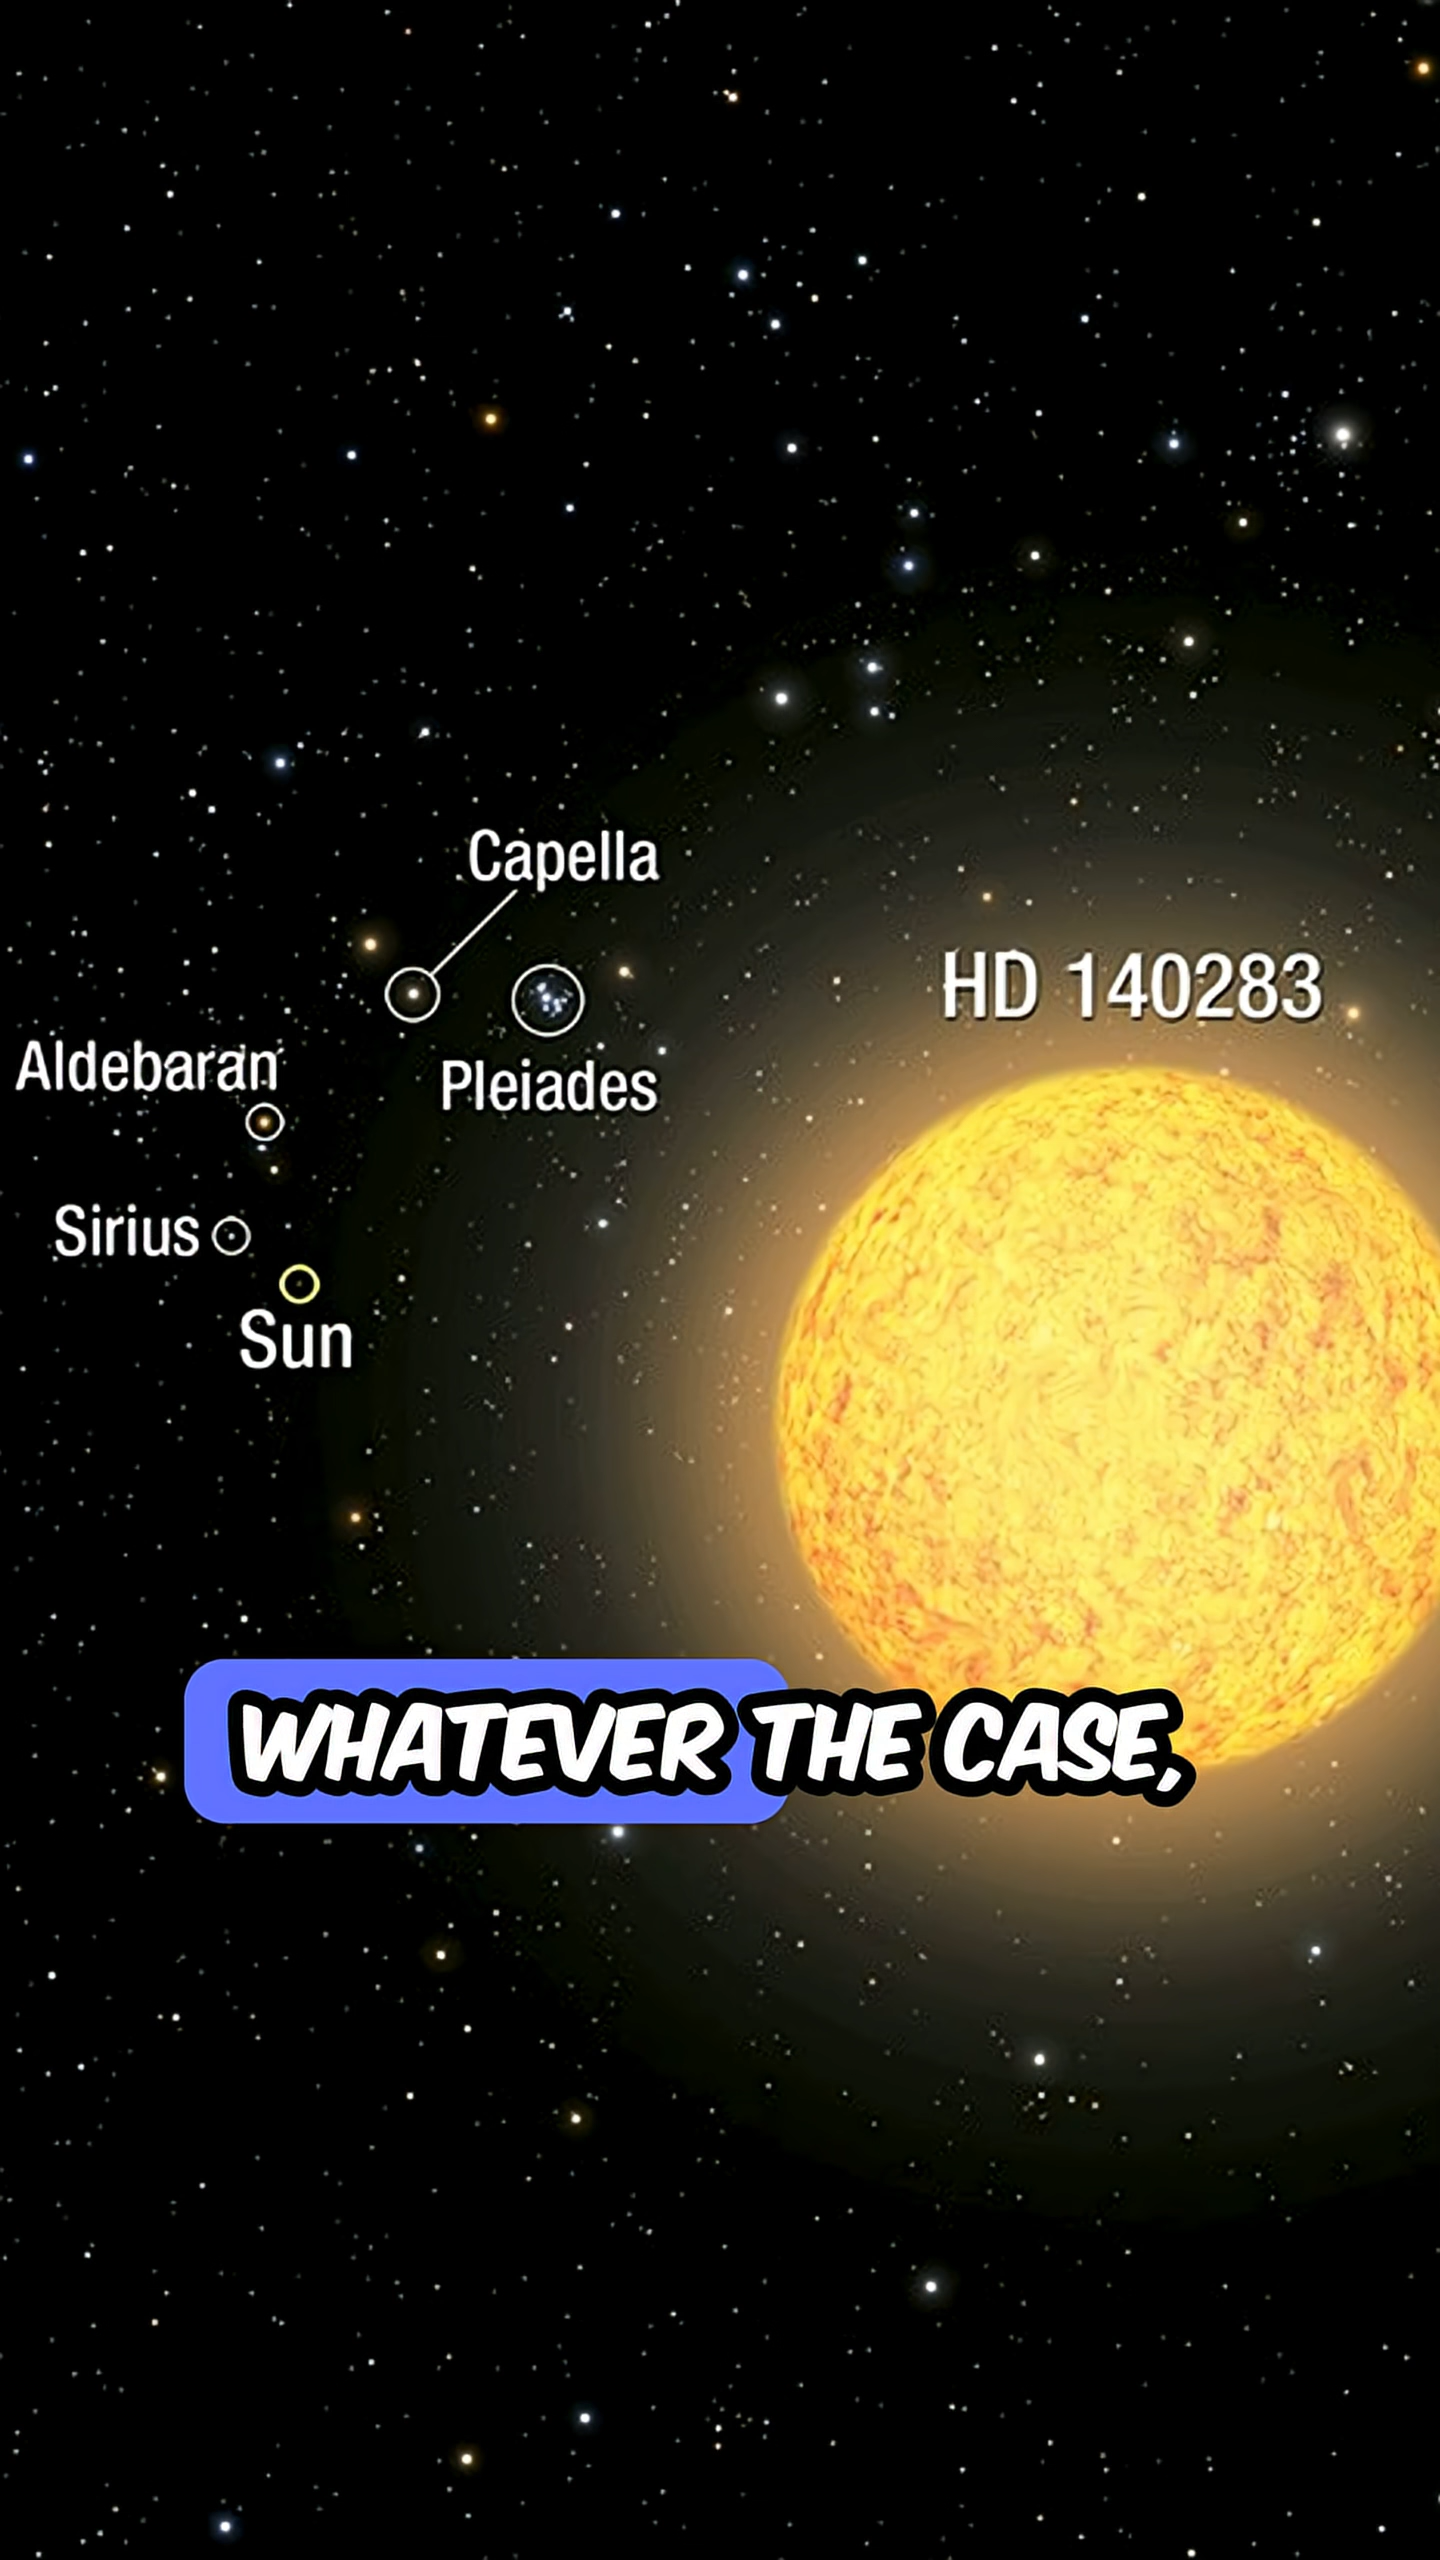 Capella
HD 140283
Aldebaran
Pleiades
Sirius
Sun
WHATEVER THE CASE,